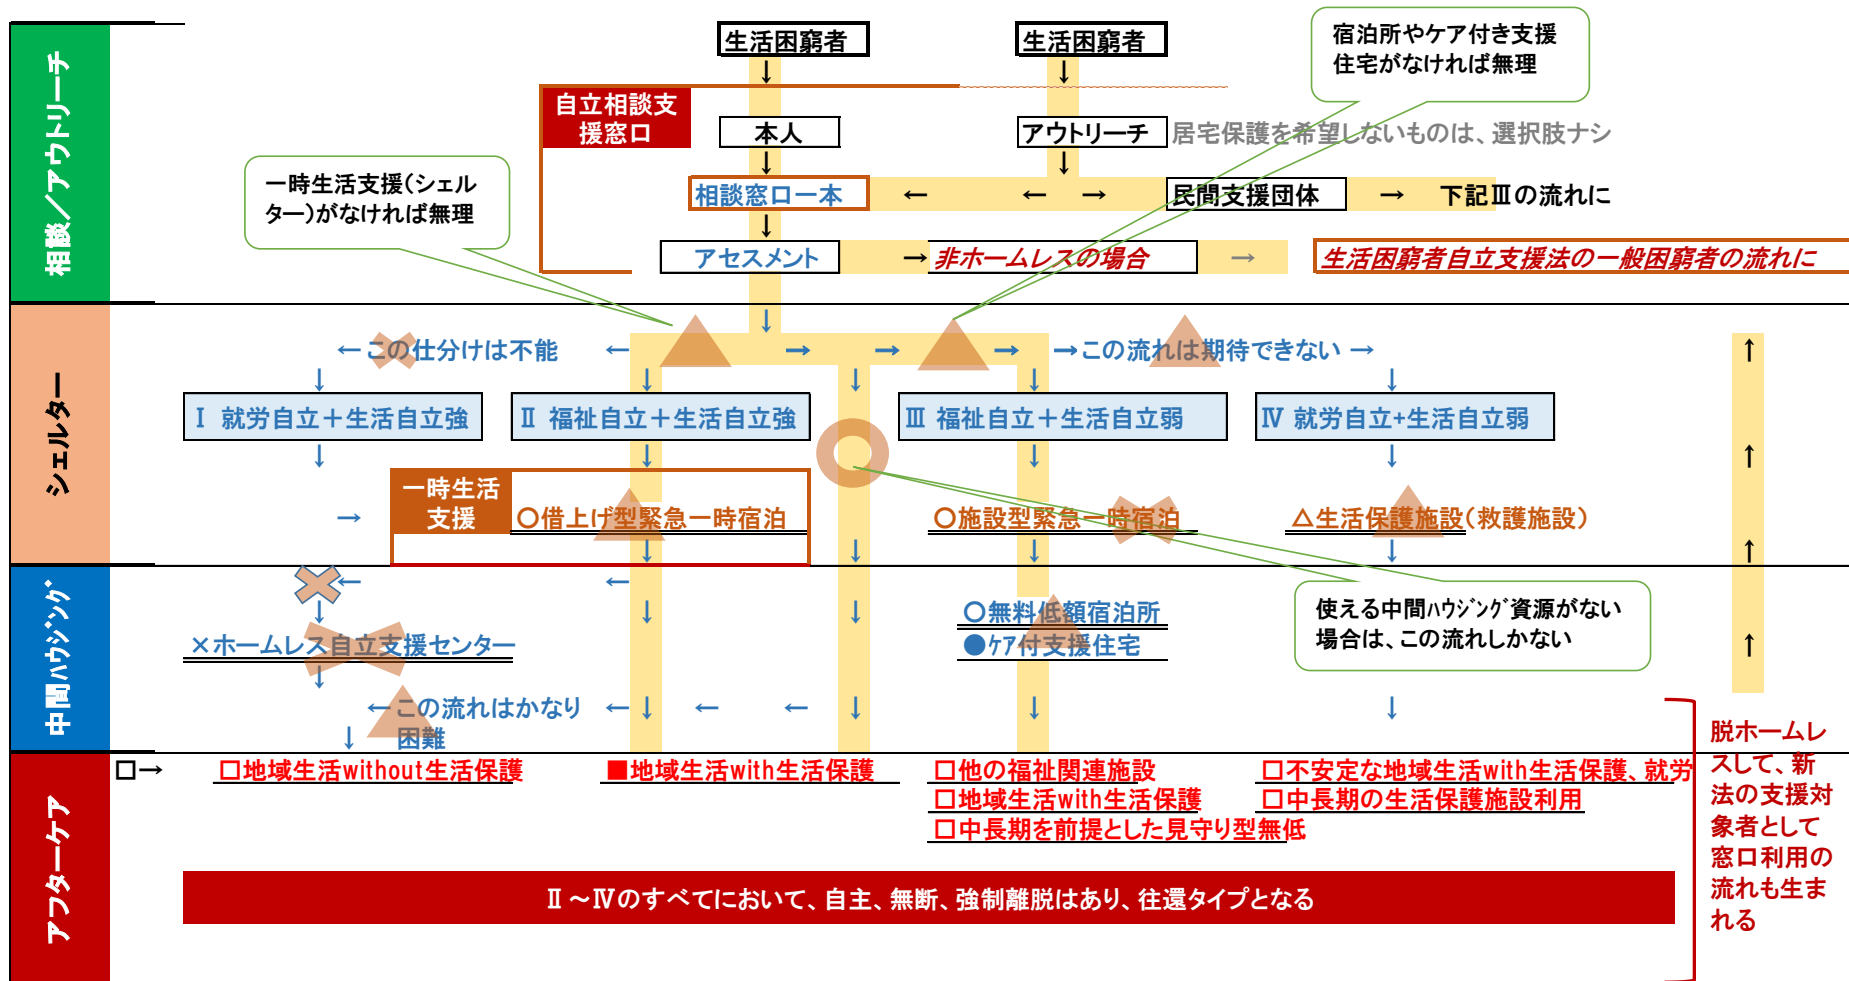 相談／アウトリーチ
シェルター
中間ﾊｳｼﾞﾝｸﾞ
アフターケア
生活困窮者
生活困窮者
宿泊所やケア付き支援
住宅がなければ無理
自立相談支
援窓口
↓
↓
本人
アウトリーチ
居宅保護を希望しないものは、選択肢ナシ
↓
↓
一時生活支援(シェル
ター)がなければ無理
相談窓口一本
←
←
→
民間支援団体
→
下記Ⅲの流れに
↓
アセスメント
→
非ホームレスの場合
→
生活困窮者自立支援法の一般困窮者の流れに
↓
←この仕分けは不能
←
→
→
→
→この流れは期待できない →
↑
↓
↓
↓
↓
↓
Ⅰ 就労自立＋生活自立強
Ⅱ 福祉自立＋生活自立強
Ⅲ 福祉自立＋生活自立弱
Ⅳ 就労自立+生活自立弱
↓
↓
↓
↓
↑
一時生活
支援
→
○借上げ型緊急一時宿泊
○施設型緊急一時宿泊
△生活保護施設(救護施設)
↓
↓
↓
↓
↑
←
←
↓
↓
↓
○無料低額宿泊所
●ｹｱ付支援住宅
使える中間ﾊｳｼﾞﾝｸﾞ資源がない
場合は、この流れしかない
×ホームレス自立支援センター
↑
↓
←この流れはかなり
困難
←
↓
←
←
↓
↓
↓
↓
□→
□地域生活without生活保護
■地域生活with生活保護
□他の福祉関連施設
□地域生活with生活保護
□中長期を前提とした見守り型無低
□不安定な地域生活with生活保護、就労
□中長期の生活保護施設利用
脱ホームレ
スして、新
法の支援対
象者として
窓口利用の
流れも生ま
れる
Ⅱ～Ⅳのすべてにおいて、自主、無断、強制離脱はあり、往還タイプとなる